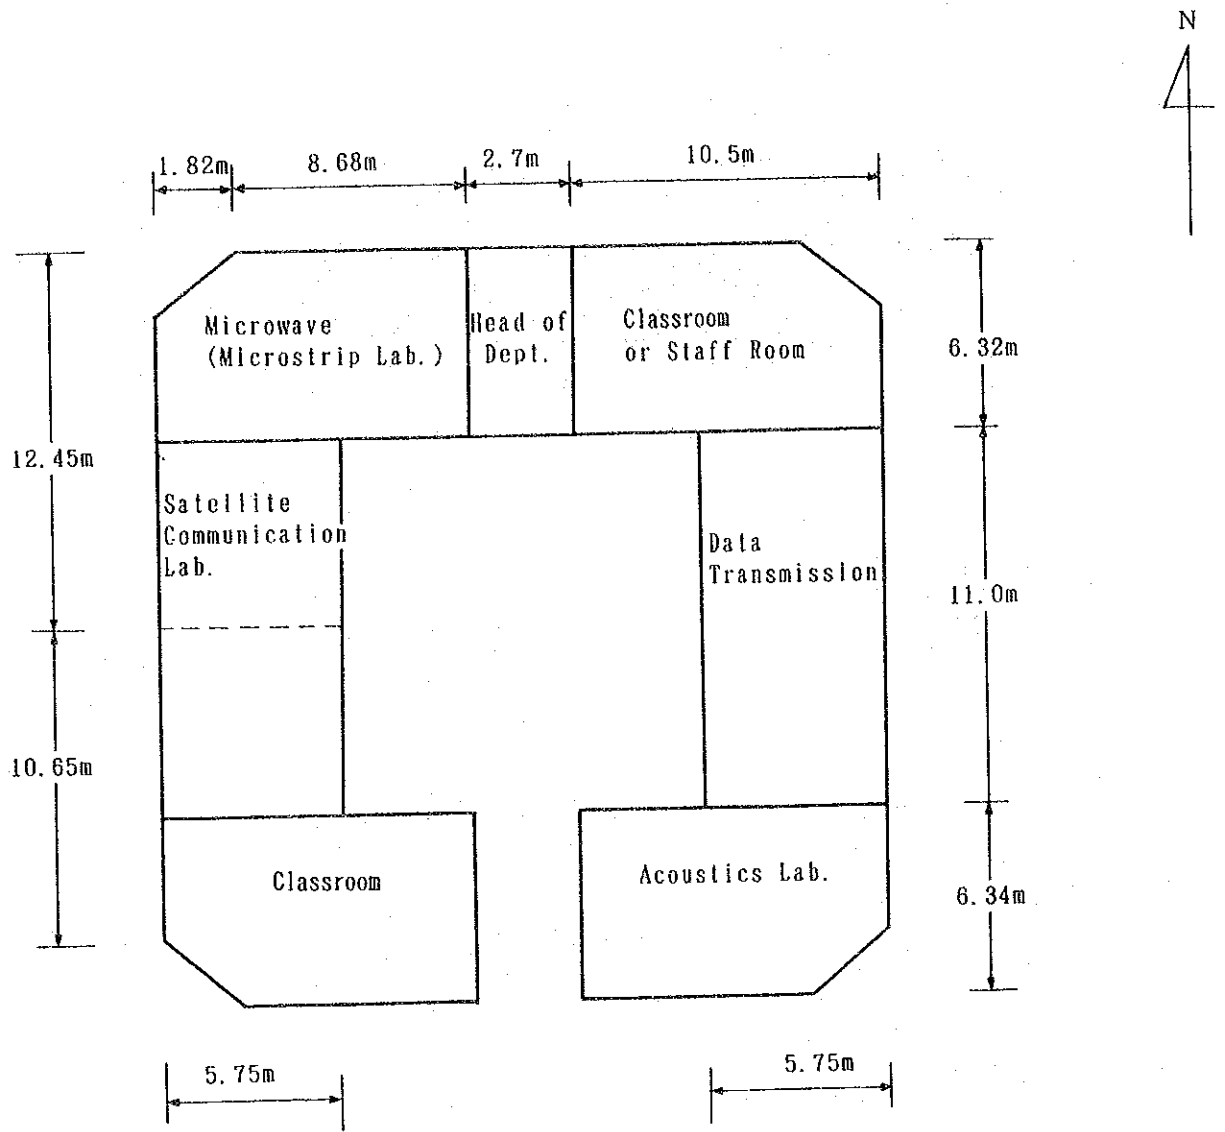 N
1.82m
8.68m
2.7m
10.5m
Microwave
(Microstrip Lab.)
Head of
Dept.
Classroom
or Staff Room
6.32m
12.45m
Satellite
Communication
Lab.
Data
Transmission
11.0m
10.65m
Classroom
Acoustics Lab.
6.34m
5.75m
5.75m